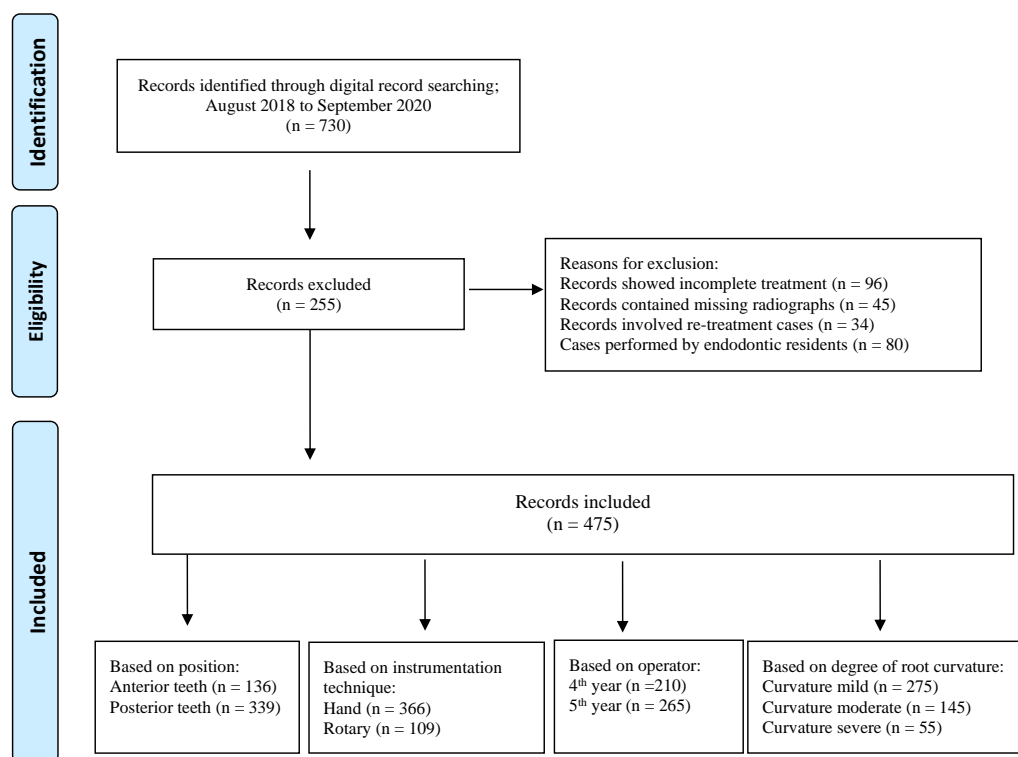 Identification
Records identified through digital record searching;
August 2018 to September 2020
(n = 730)
Eligibility
Records excluded
(n = 255)
Reasons for exclusion:
Records showed incomplete treatment (n = 96)
Records contained missing radiographs (n = 45)
Records involved re-treatment cases (n = 34)
Cases performed by endodontic residents (n = 80)
Included
Records included
(n = 475)
Based on position:
Anterior teeth (n = 136)
Posterior teeth (n = 339)
Based on instrumentation
technique:
Hand (n = 366)
Rotary (n = 109)
Based on operator:
4th year (n =210)
5th year (n = 265)
Based on degree of root curvature:
Curvature mild (n = 275)
Curvature moderate (n = 145)
Curvature severe (n = 55)